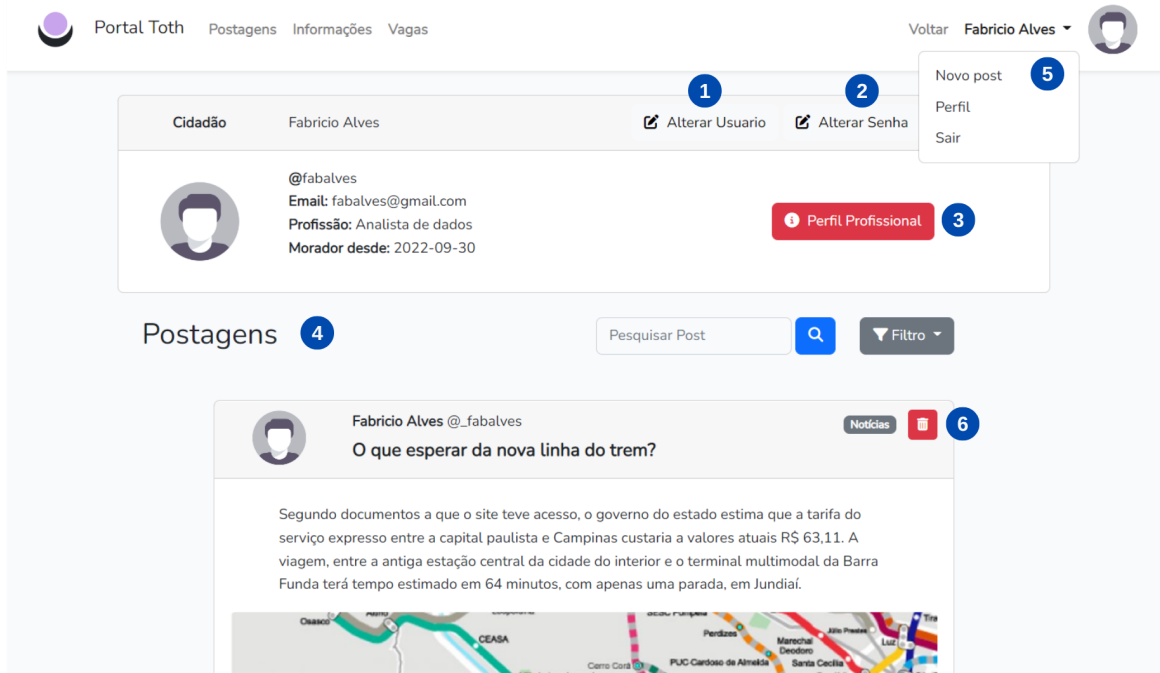 Portal Toth Postagens Informações Vagas Voltar Fabricio Alves
Novo post 5
Perfil
Sair
1 2
Cidadão Fabricio Alves Alterar Usuario Alterar Senha
@fabalves
Email: fabalves@gmail.com
Profissão: Analista de dados
Morador desde: 2022-09-30
Perfil Profissional 3
Postagens 4 Pesquisar Post Filtro
Fabricio Alves @_fabalves Notícias 6
O que esperar da nova linha do trem?
Segundo documentos a que o site teve acesso, o governo do estado estima que a tarifa do
serviço expresso entre a capital paulista e Campinas custaria a valores atuais R$ 63,11. A
viagem, entre a antiga estação central da cidade do interior e o terminal multimodal da Barra
Funda terá tempo estimado em 64 minutos, com apenas uma parada, em Jundiaí.
Osasco
CEASA
Cerro Corá
Perdizes
PUC-Cardoso de Almeida
Marechal
Deodoro
Santa Cecília
Júlio Prestes
Luz